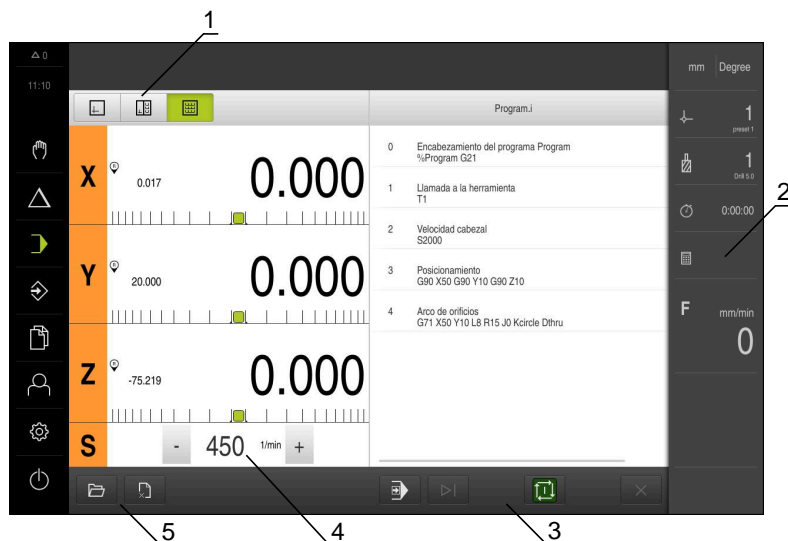 1
0
11:10
mm Degree
Program.i
1
preset 1
1
Drill 5.0
0:00:00
2
F mm/min
0
X R 0.017 0.000
Y R 20.000 0.000
Z R -75.219 0.000
S - 450 1/min +
0 Encabezamiento del programa Program
%Program G21
1 Llamada a la herramienta
T1
2 Velocidad cabezal
S2000
3 Posicionamiento
G90 X50 G90 Y10 G90 Z10
4 Arco de orificios
G71 X50 Y10 L8 R15 J0 Kcircle Dthru
5
4
3